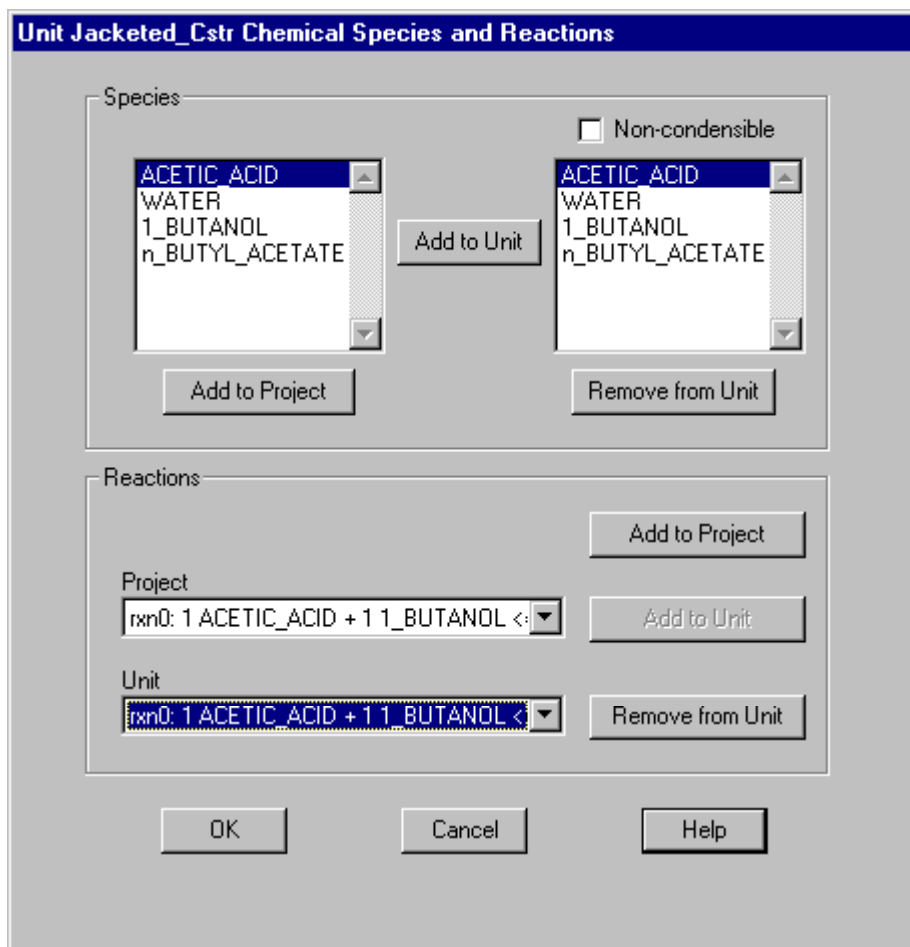 Unit Jacketed_Cstr Chemical Species and Reactions
Species
Non-condensible
ACETIC_ACID
WATER
1_BUTANOL
n_BUTYL_ACETATE
Add to Unit
ACETIC_ACID
WATER
1_BUTANOL
n_BUTYL_ACETATE
Add to Project
Remove from Unit
Reactions
Add to Project
Project
rxn0: 1 ACETIC_ACID + 1 1_BUTANOL <
Add to Unit
Unit
rxn0: 1 ACETIC_ACID + 1 1_BUTANOL <
Remove from Unit
OK
Cancel
Help